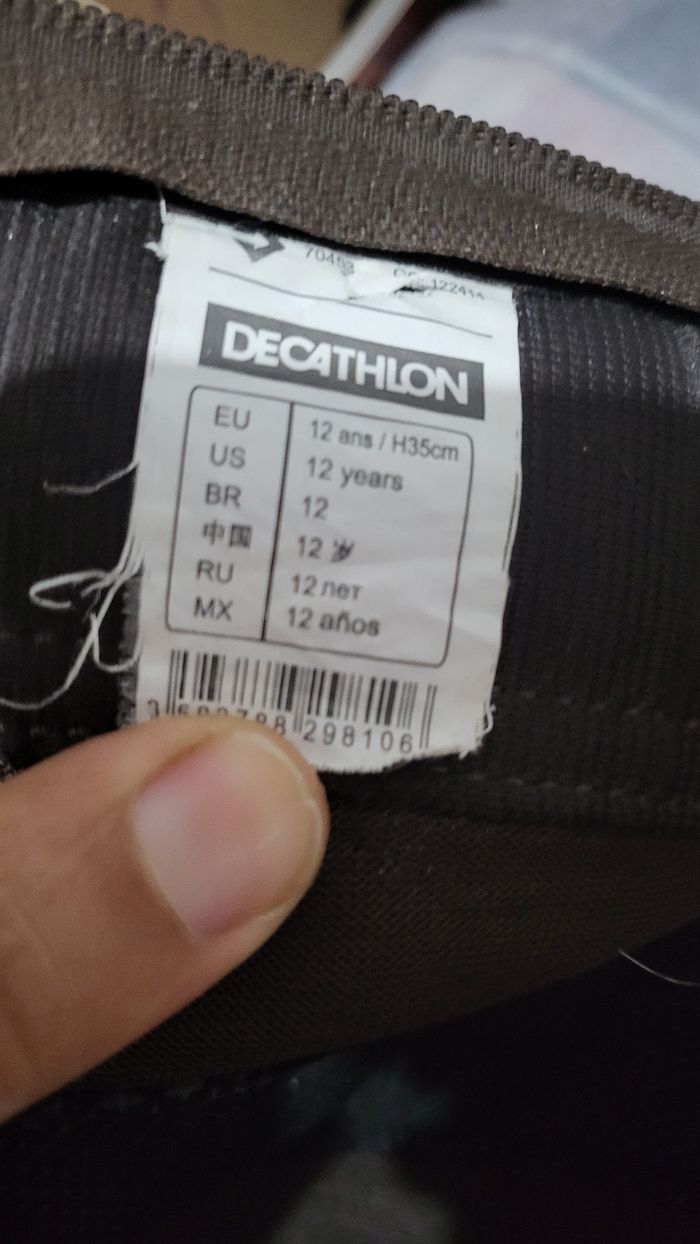 DECATHLON
EU 12 ans / H35cm
US 12 years
BR 12
中国 12 岁
RU 12 лет
MX 12 años
298106